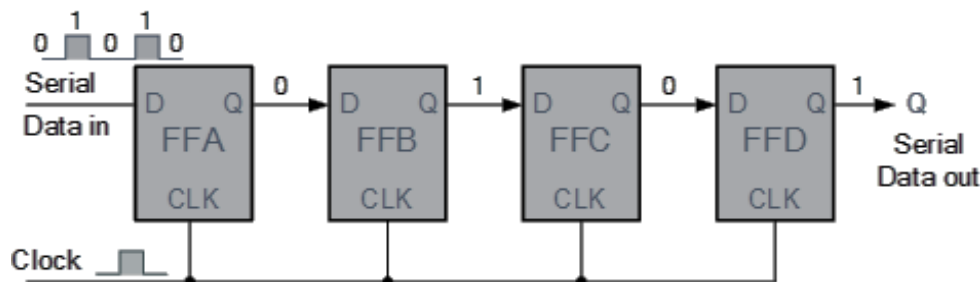 0 1 0 1 0
Serial
Data in
D Q 0 D Q 1 D Q 0 D Q 1 Q
FFA FFB FFC FFD
Serial
Data out
CLK CLK CLK CLK
Clock